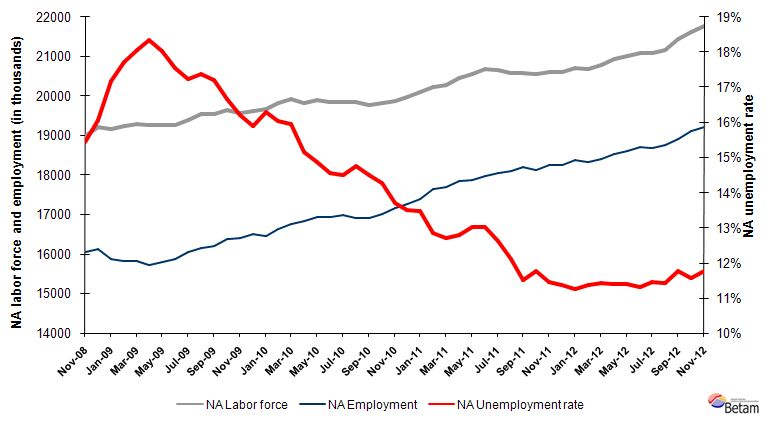 22000
21000
20000
19000
18000
17000
16000
15000
14000
NA labor force and employment (in thousands)
19%
18%
17%
16%
15%
14%
13%
12%
11%
10%
NA unemployment rate
Nov-08
Jan-09
Mar-09
May-09
Jul-09
Sep-09
Nov-09
Jan-10
Mar-10
May-10
Jul-10
Sep-10
Nov-10
Jan-11
Mar-11
May-11
Jul-11
Sep-11
Nov-11
Jan-12
Mar-12
May-12
Jul-12
Sep-12
Nov-12
NA Labor force
NA Employment
NA Unemployment rate
Betam